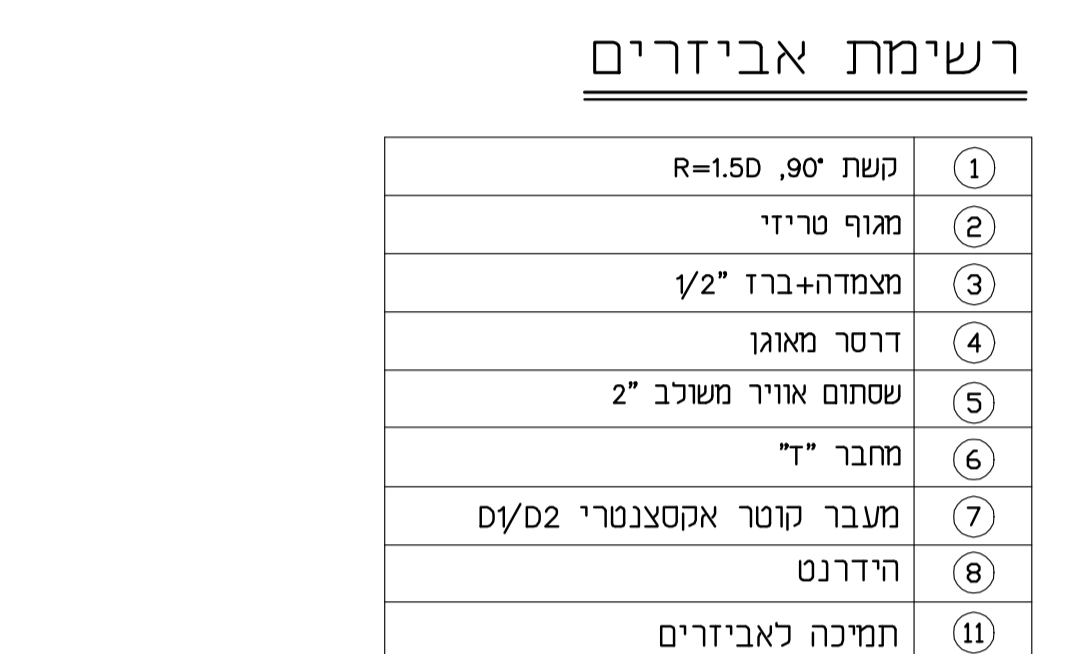 רשימת אביזרים
1 קשת 90°, R=1.5D
2 מגוף טריזי
3 מצמדה+ברז "1/2
4 דרסר מאוגן
5 שסתום אוויר משולב "2
6 מחבר "T"
7 מעבר קוטר אקסצנטרי D1/D2
8 הידרנט
11 תמיכה לאביזרים